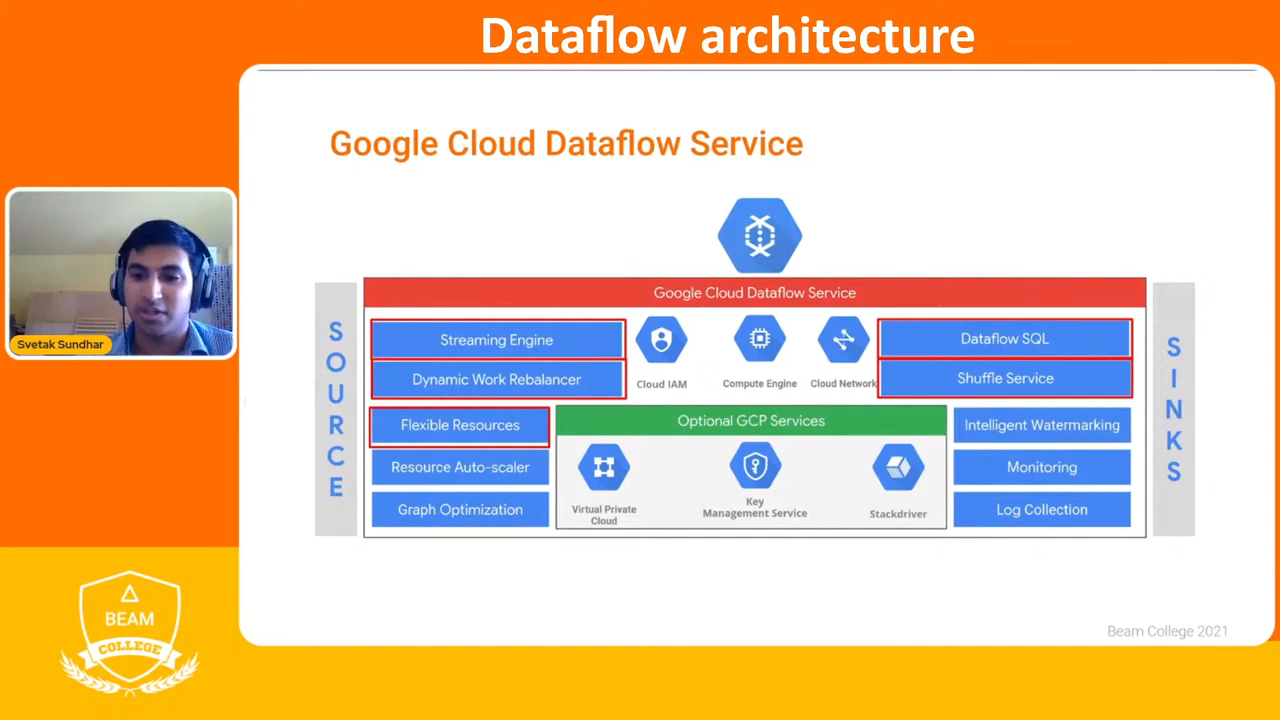 Dataflow architecture
Google Cloud Dataflow Service
Svetak Sundhar
SOURCE
Google Cloud Dataflow Service
Streaming Engine
Dynamic Work Rebalancer
Flexible Resources
Resource Auto-scaler
Graph Optimization
Cloud IAM
Compute Engine
Cloud Network
Optional GCP Services
Virtual Private
Cloud
Key
Management Service
Stackdriver
Dataflow SQL
Shuffle Service
Intelligent Watermarking
Monitoring
Log Collection
SINKS
BEAM
COLLEGE
Beam College 2021